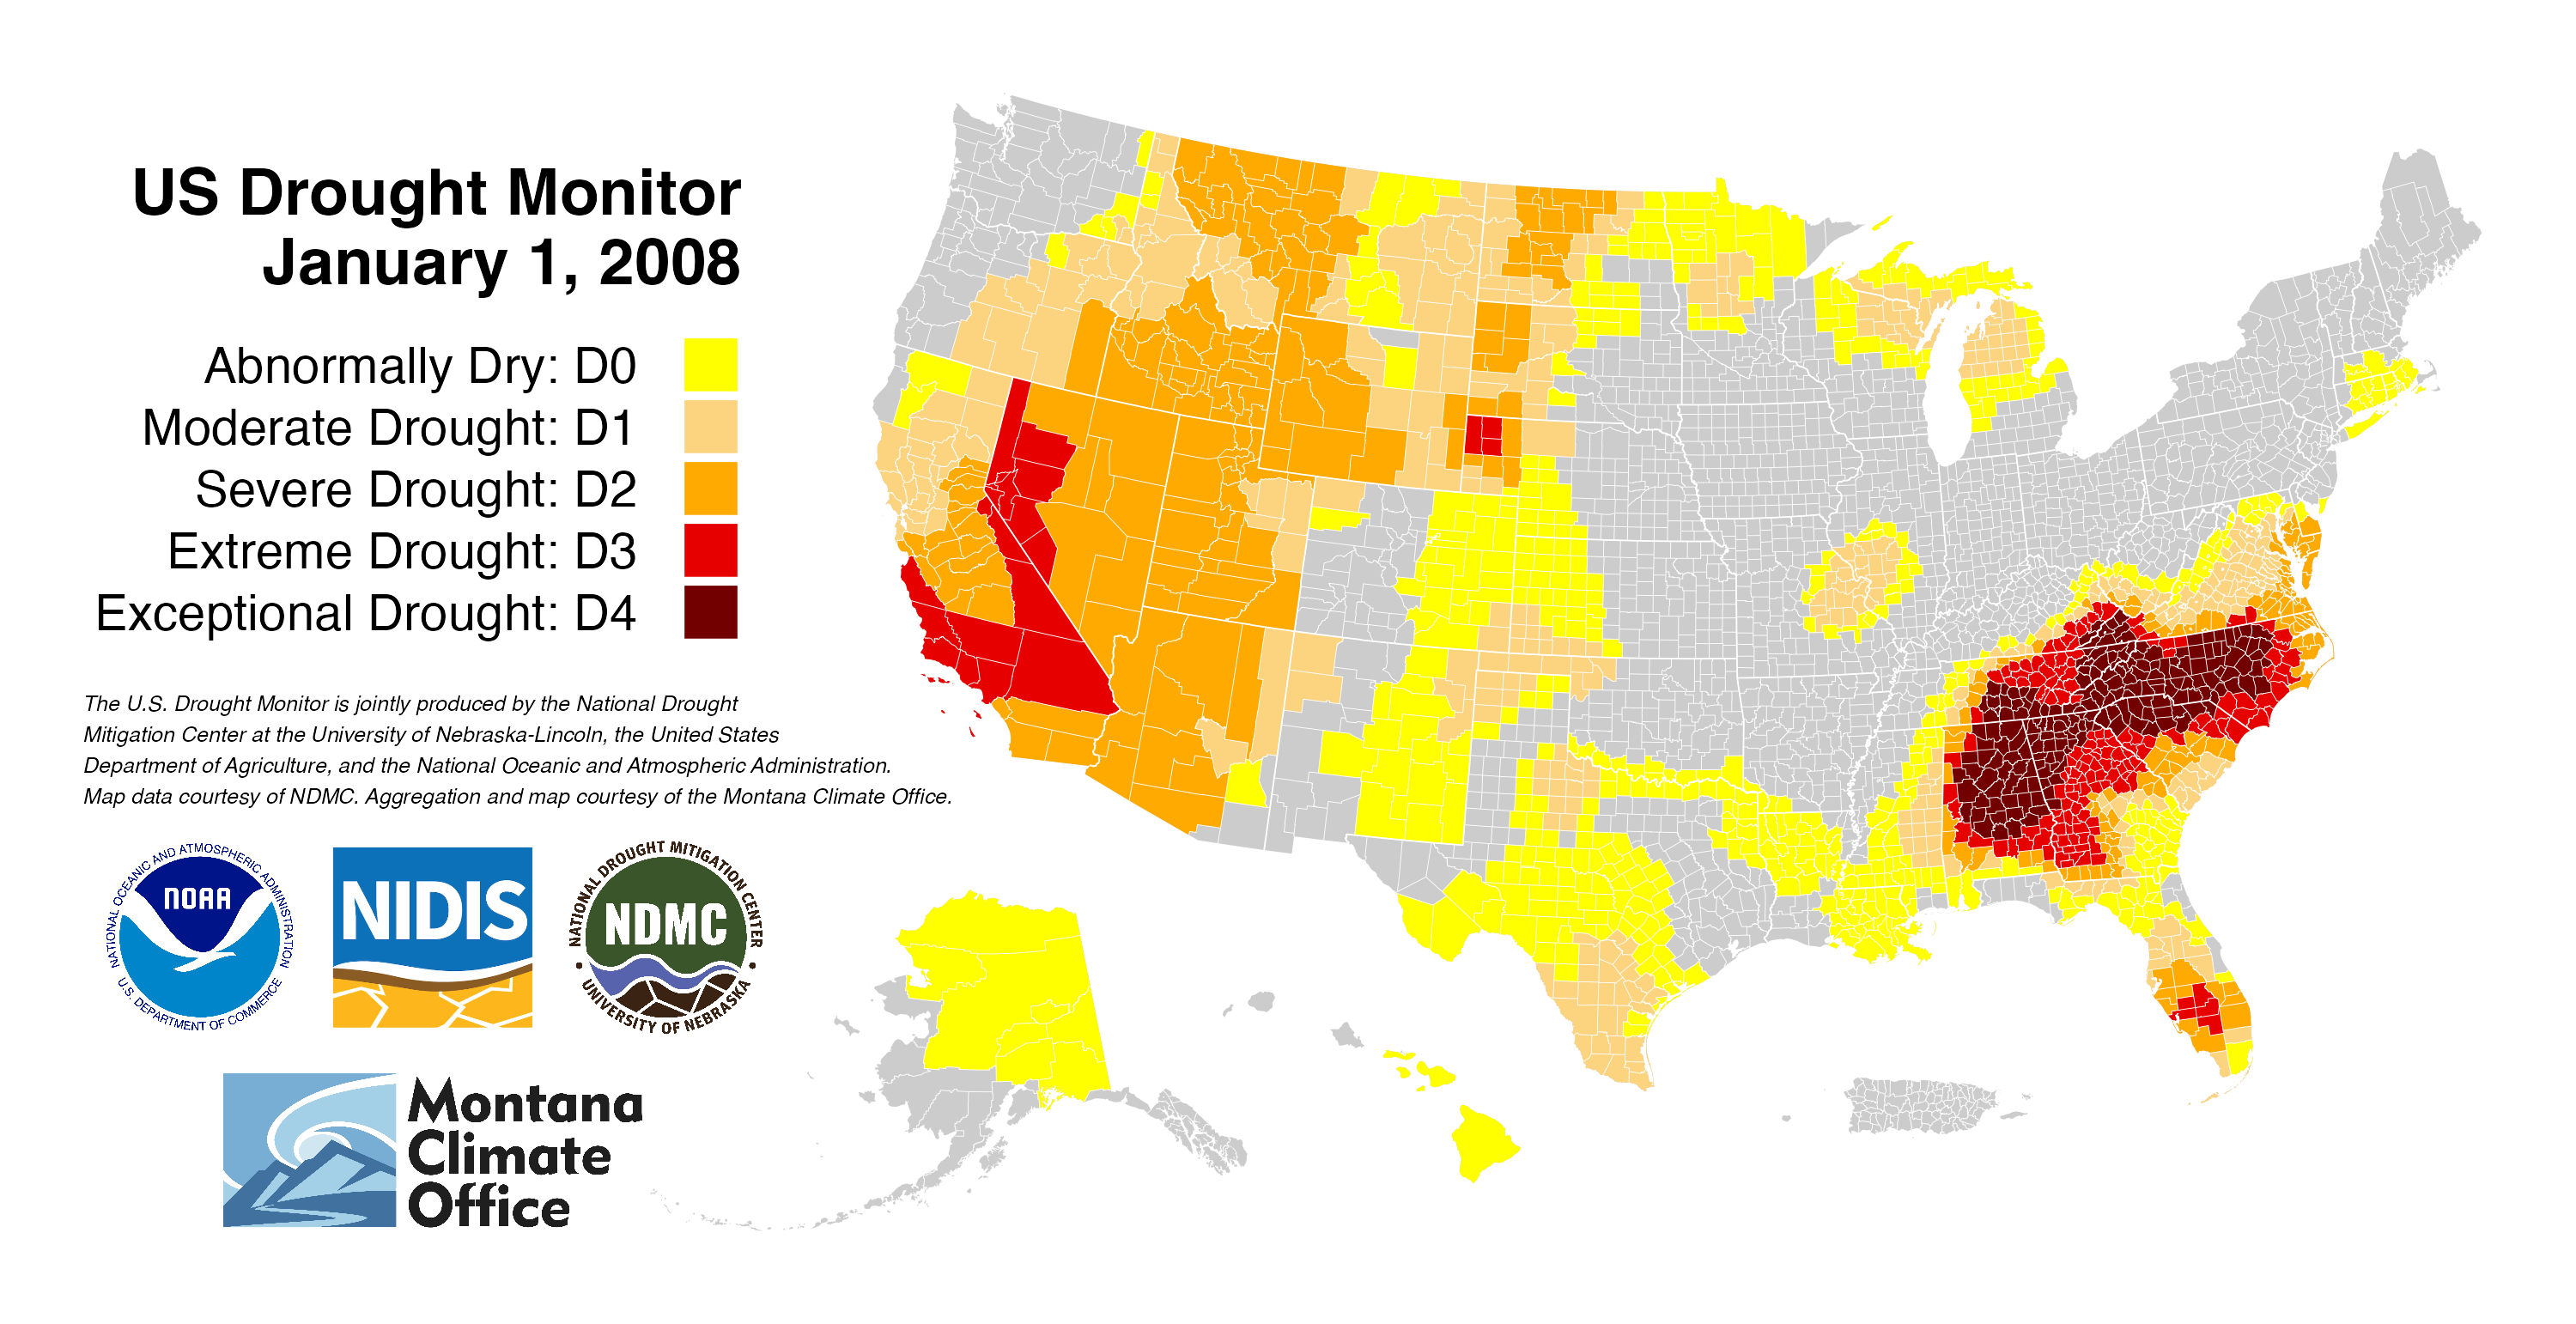 US Drought Monitor
January 1, 2008
Abnormally Dry: D0
Moderate Drought: D1
Severe Drought: D2
Extreme Drought: D3
Exceptional Drought: D4
The U.S. Drought Monitor is jointly produced by the National Drought
Mitigation Center at the University of Nebraska-Lincoln, the United States
Department of Agriculture, and the National Oceanic and Atmospheric Administration.
Map data courtesy of NDMC. Aggregation and map courtesy of the Montana Climate Office.
NATIONAL OCEANIC AND ATMOSPHERIC ADMINISTRATION
NOAA
U.S. DEPARTMENT OF COMMERCE
NIDIS
NATIONAL DROUGHT MITIGATION CENTER
NDMC
UNIVERSITY OF NEBRASKA
Montana
Climate
Office